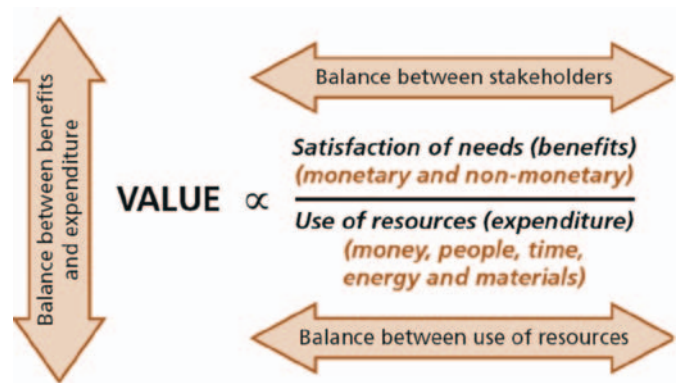 Balance between benefits
and expenditure
Balance between stakeholders
VALUE ∝
Satisfaction of needs (benefits)
(monetary and non-monetary)
Use of resources (expenditure)
(money, people, time,
energy and materials)
Balance between use of resources